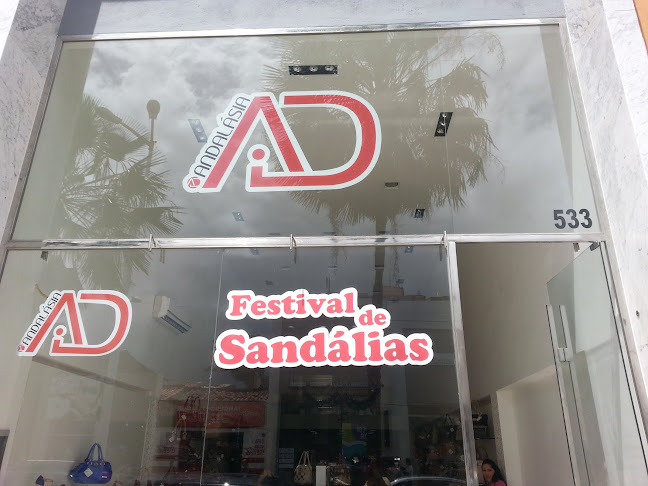 ANDALÁSIA
AD
533
ANDALÁSIA
AD
Festival
de
Sandálias